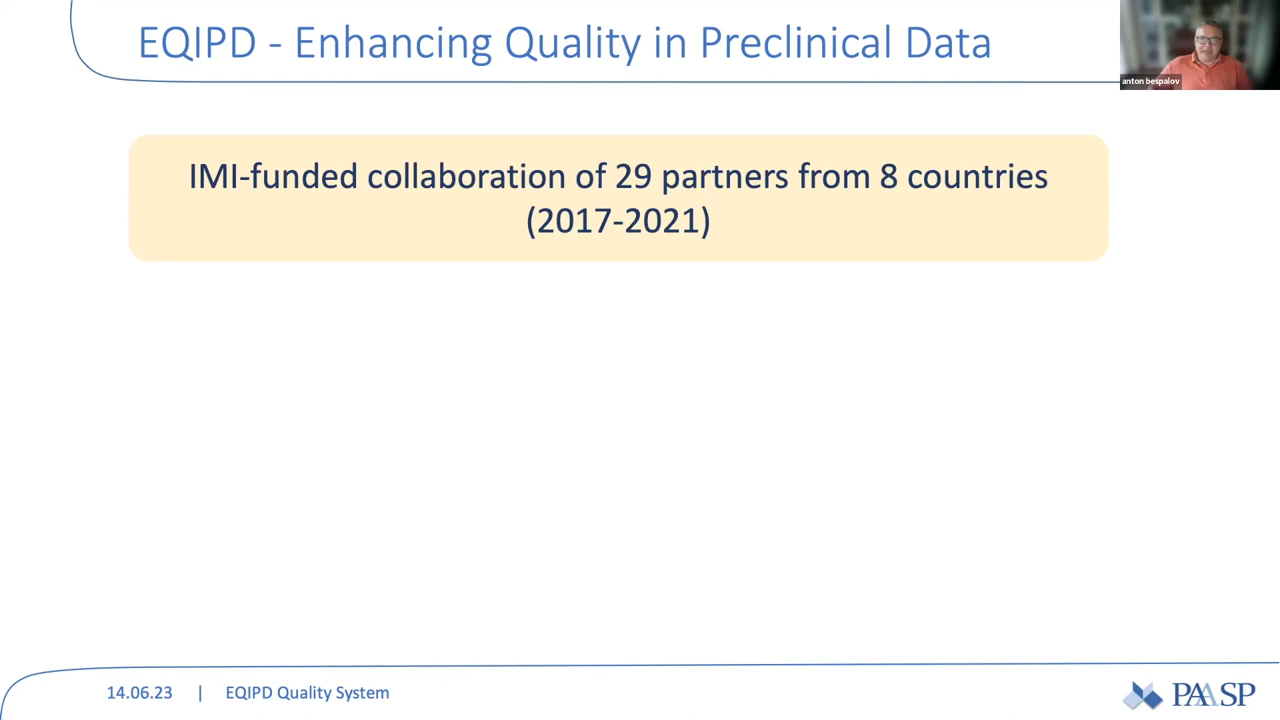 EQIPD - Enhancing Quality in Preclinical Data
anton bespalov
IMI-funded collaboration of 29 partners from 8 countries
(2017-2021)
14.06.23 | EQIPD Quality System
PAASP